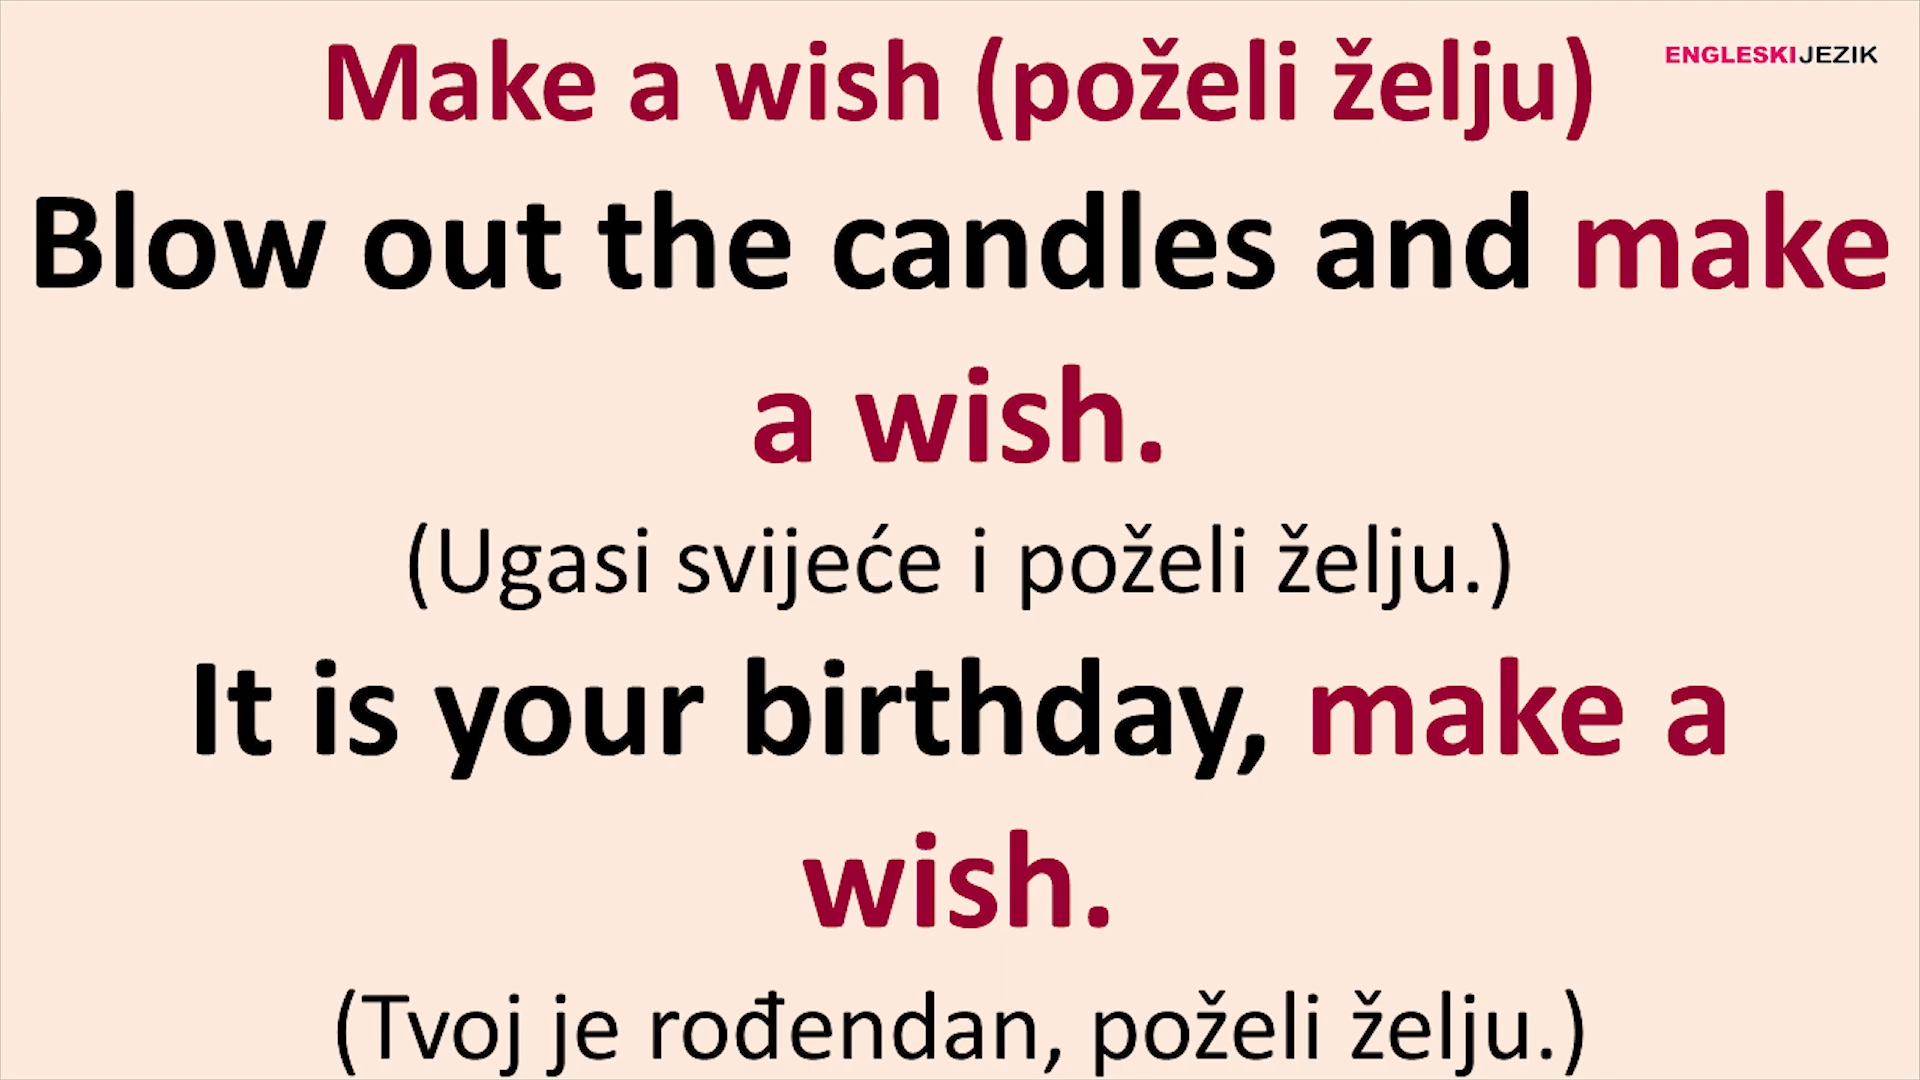 Make a wish (poželi želju)
ENGLESKIJEZIK
Blow out the candles and make
a wish.
(Ugasi svijeće i poželi želju.)
It is your birthday, make a
wish.
(Tvoj je rođendan, poželi želju.)